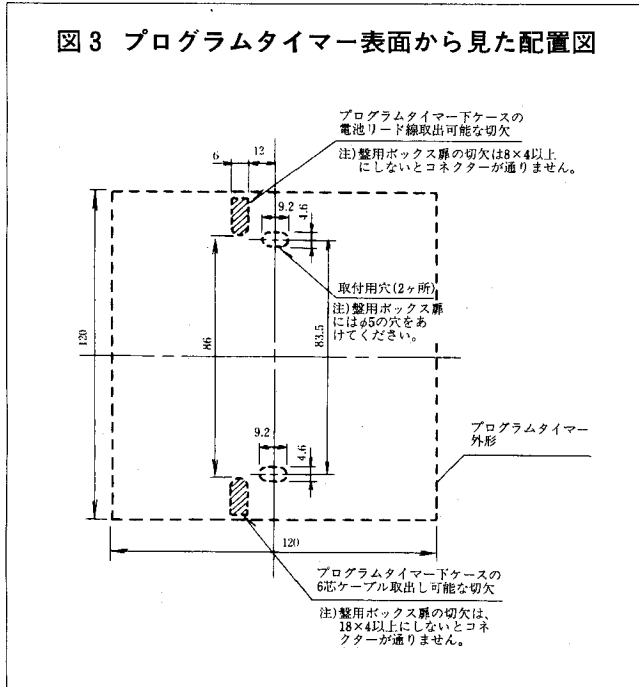 図3 プログラムタイマー表面から見た配置図
プログラムタイマー下ケースの
電池リード線取出可能な切欠
注)盤用ボックス扉の切欠は8×4以上
にしないとコネクターが通りません。
6
13
9.2
4.6
取付用穴(2ヶ所)
注)盤用ボックス扉
にはφ5の穴をあ
けてください。
120
86
83.5
9.2
4.6
プログラムタイマー
外形
120
プログラムタイマー下ケースの
6芯ケーブル取出し可能な切欠
注)盤用ボックス扉の切欠は、
18×4以上にしないとコネ
クターが通りません。